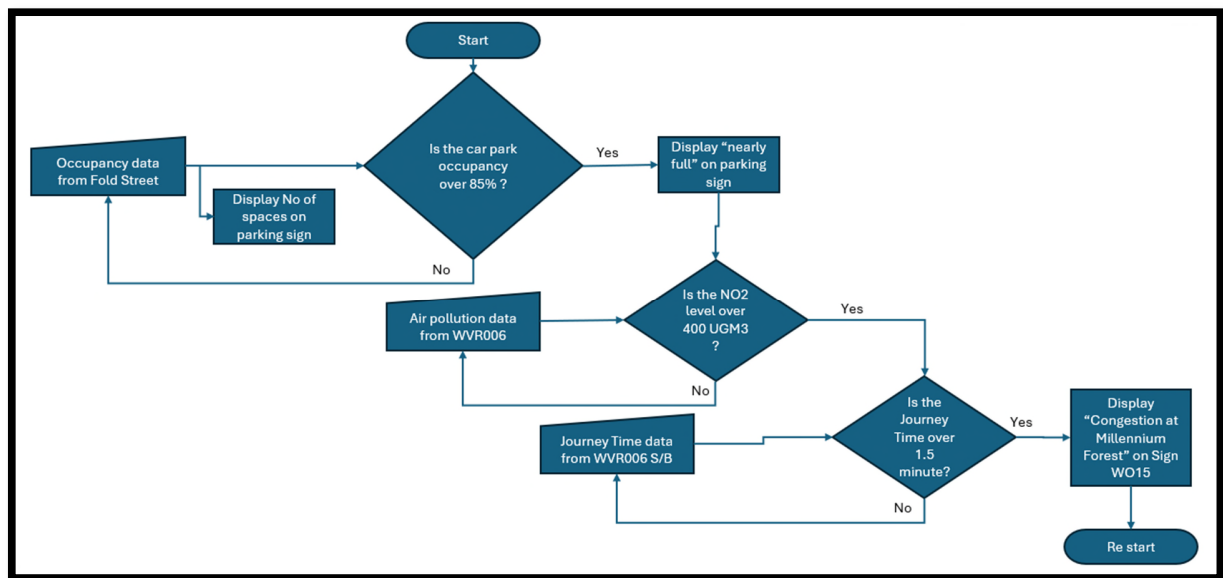 Start
Is the car park
occupancy
over 85% ?
Yes
Display “nearly
full” on parking
sign
Occupancy data
from Fold Street
Display No of
spaces on
parking sign
No
Is the NO2
level over
400 UGM3
?
Yes
Air pollution data
from WVR006
No
Is the
Journey
Time over
1.5
minute?
Yes
Display
“Congestion at
Millennium
Forest” on Sign
WO15
Journey Time data
from WVR006 S/B
No
Re start